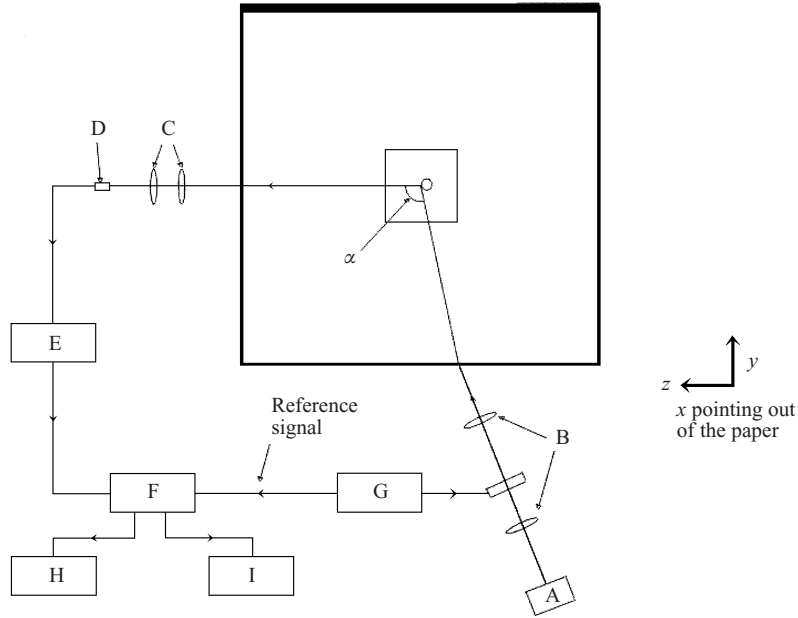 D
C
α
E
z
y
x pointing out
of the paper
Reference
signal
B
F
G
H
I
A